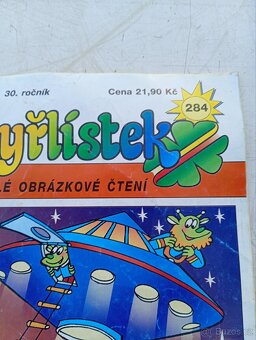 30. ročník
Cena 21,90 Kč
284
yřlístek
LÉ OBRÁZKOVÉ ČTENÍ